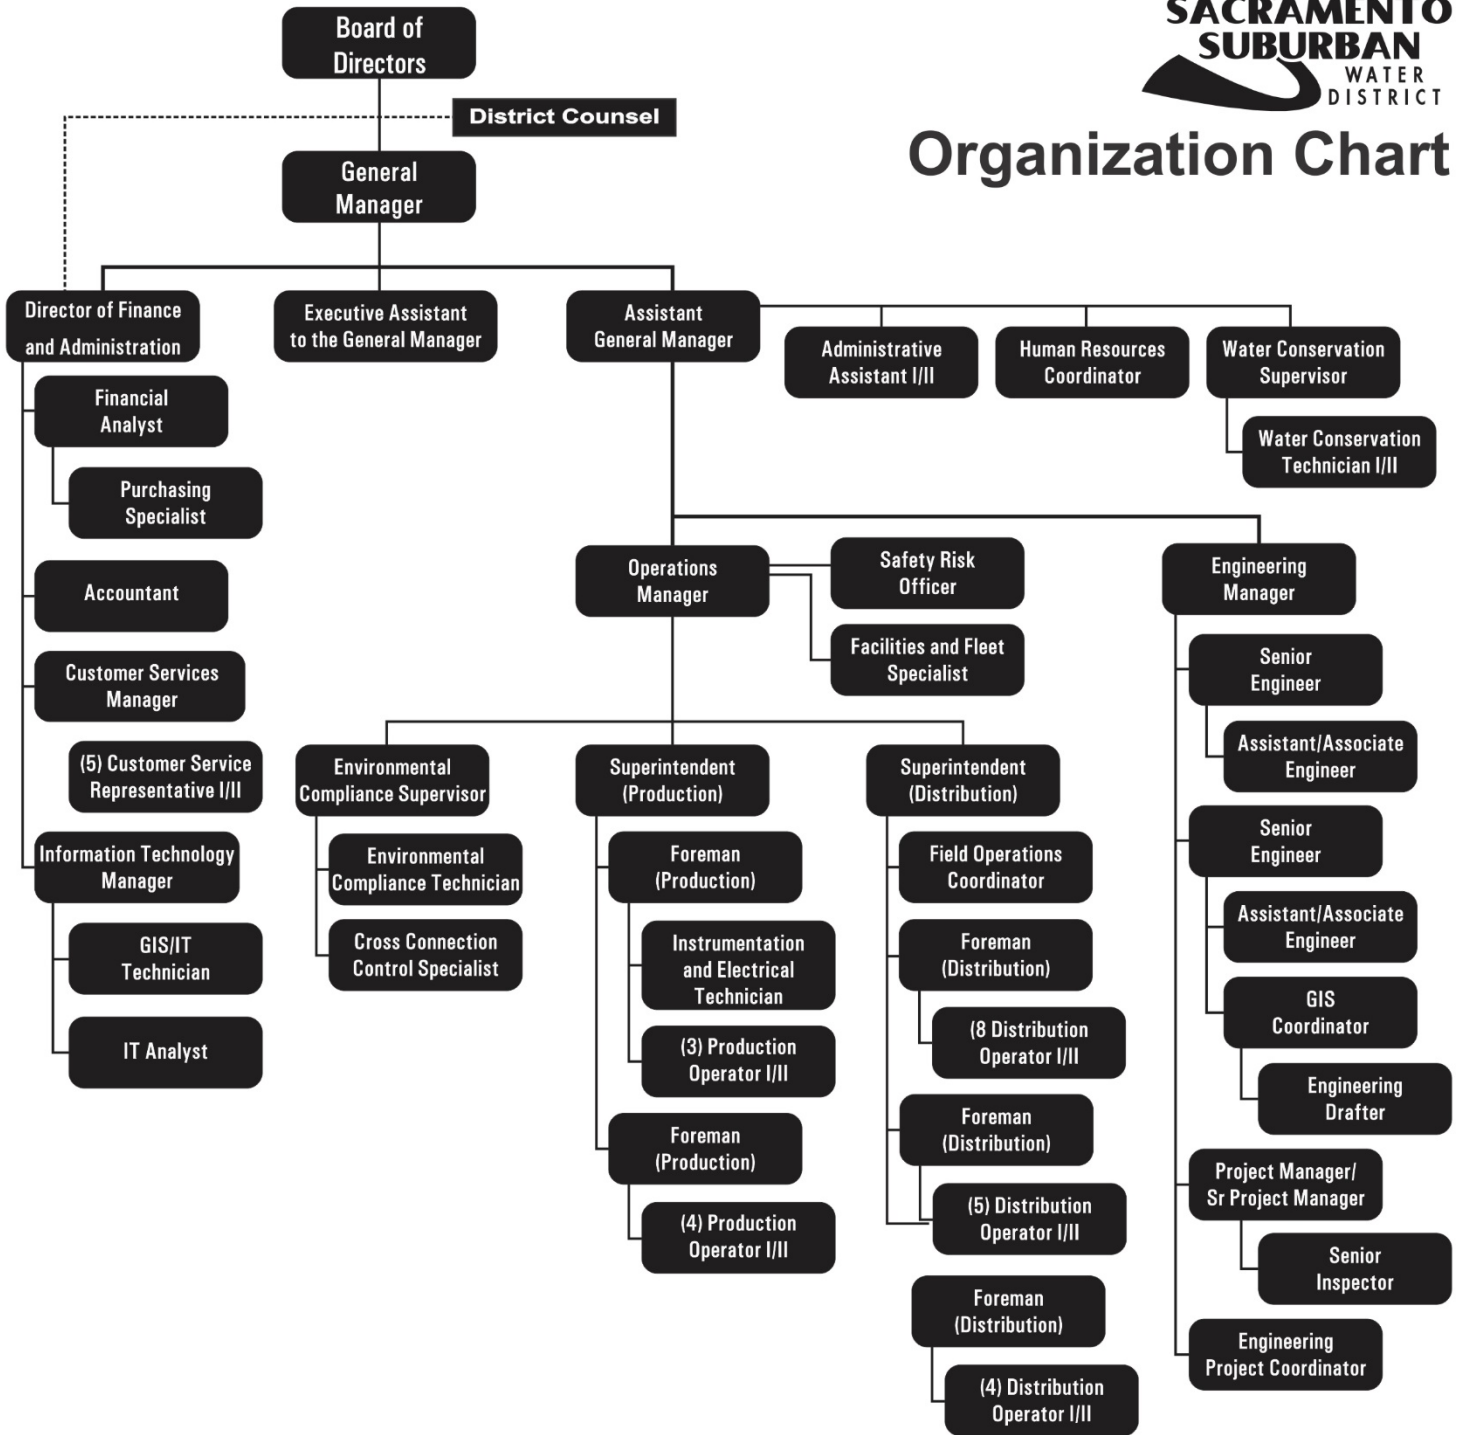 SACRAMENTO
SUBURBAN
WATER
DISTRICT
Organization Chart
Board of
Directors
District Counsel
General
Manager
Director of Finance
and Administration
Executive Assistant
to the General Manager
Assistant
General Manager
Administrative
Assistant I/II
Human Resources
Coordinator
Water Conservation
Supervisor
Water Conservation
Technician I/II
Financial
Analyst
Purchasing
Specialist
Accountant
Customer Services
Manager
(5) Customer Service
Representative I/II
Information Technology
Manager
GIS/IT
Technician
IT Analyst
Operations
Manager
Safety Risk
Officer
Facilities and Fleet
Specialist
Environmental
Compliance Supervisor
Environmental
Compliance Technician
Cross Connection
Control Specialist
Superintendent
(Production)
Foreman
(Production)
Instrumentation
and Electrical
Technician
(3) Production
Operator I/II
Foreman
(Production)
(4) Production
Operator I/II
Superintendent
(Distribution)
Field Operations
Coordinator
Foreman
(Distribution)
(8 Distribution
Operator I/II
Foreman
(Distribution)
(5) Distribution
Operator I/II
Foreman
(Distribution)
(4) Distribution
Operator I/II
Engineering
Manager
Senior
Engineer
Assistant/Associate
Engineer
Senior
Engineer
Assistant/Associate
Engineer
GIS
Coordinator
Engineering
Drafter
Project Manager/
Sr Project Manager
Senior
Inspector
Engineering
Project Coordinator